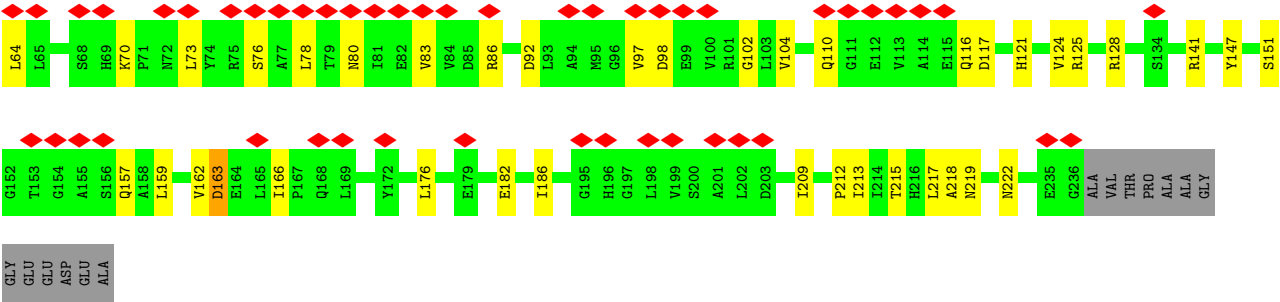 L64 L65 S68 H69 K70 P71 N72 L73 Y74 R75 S76 A77 L78 T79 N80 I81 E82 V83 V84 D85 R86 D92 L93 A94 M95 G96 V97 D98 E99 V100 R101 G102 L103 V104 Q110 G111 E112 V113 A114 E115 Q116 D117 H121 V124 R125 R128 S134 R141 Y147 S151
G152 T153 G154 A155 S156 Q157 A158 L159 V162 D163 E164 L165 I166 P167 Q168 L169 Y172 L176 E179 E182 I186 G195 H196 G197 L198 V199 S200 A201 L202 D203 I209 P212 I213 I214 T215 H216 L217 A218 N219 N222 E235 G236 ALA VAL THR PRO ALA ALA GLY
GLY GLU GLU ASP GLU ALA